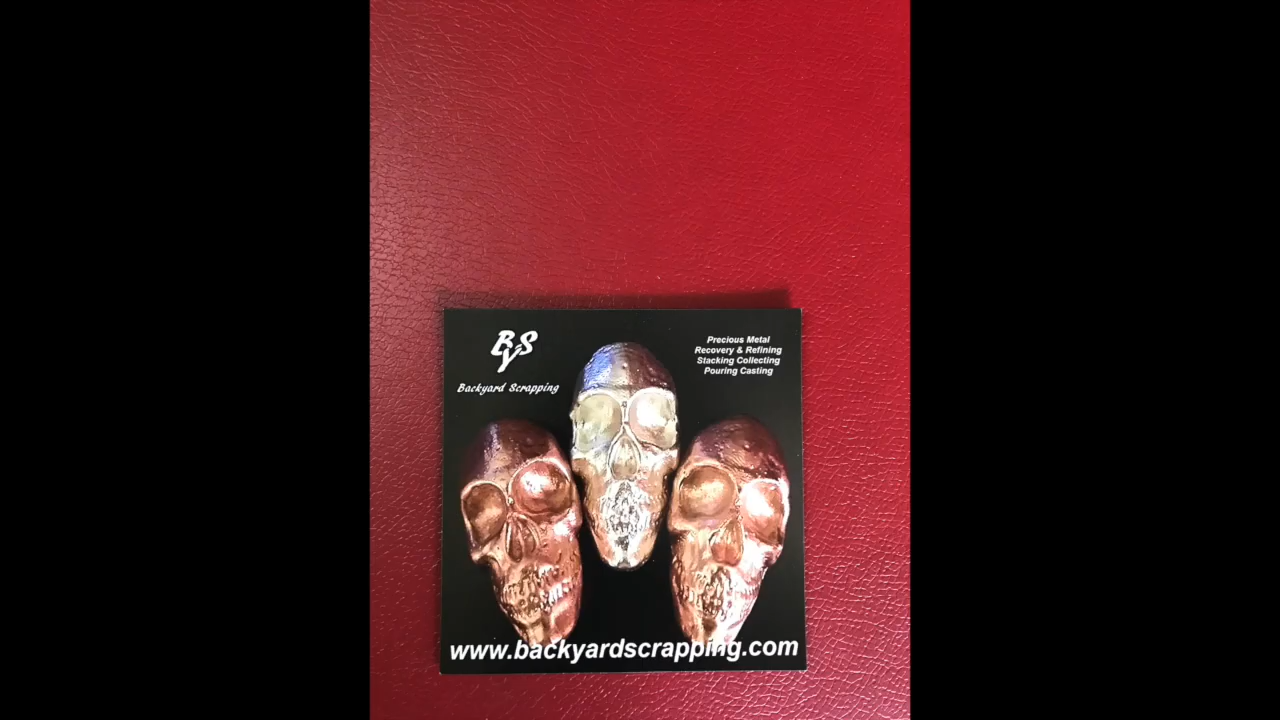 BYS
Backyard Scrapping
Precious Metal
Recovery & Refining
Stacking Collecting
Pouring Casting
www.backyardscrapping.com